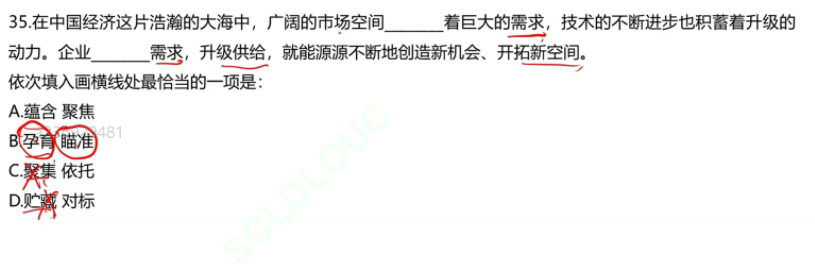 35.在中国经济这片浩瀚的大海中，广阔的市场空间_______着巨大的需求，技术的不断进步也积蓄着升级的
动力。企业_______需求，升级供给，就能源源不断地创造新机会、开拓新空间。
依次填入画横线处最恰当的一项是：
A.蕴含 聚焦
B.孕育 瞄准
C.聚集 依托
D.贮藏 对标
SCLDLOUC